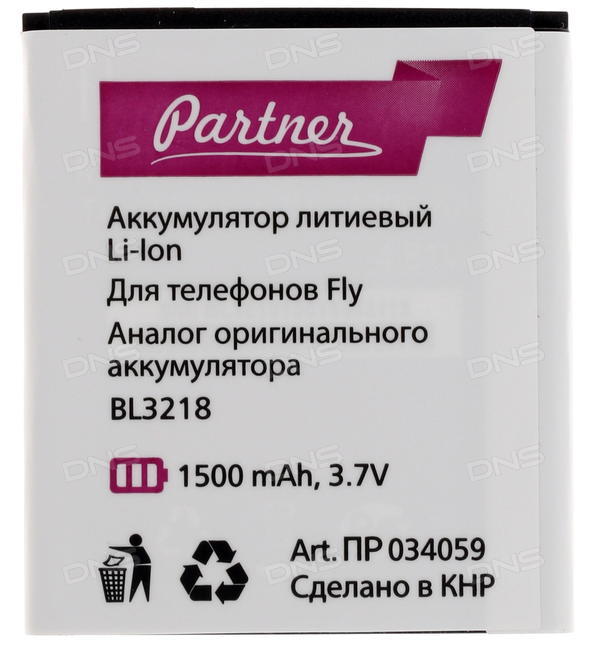 Partner
Аккумулятор литиевый
Li-Ion
Для телефонов Fly
Аналог оригинального
аккумулятора
BL3218
1500 mAh, 3.7V
Art. ПР 034059
Сделано в КНР
DNS